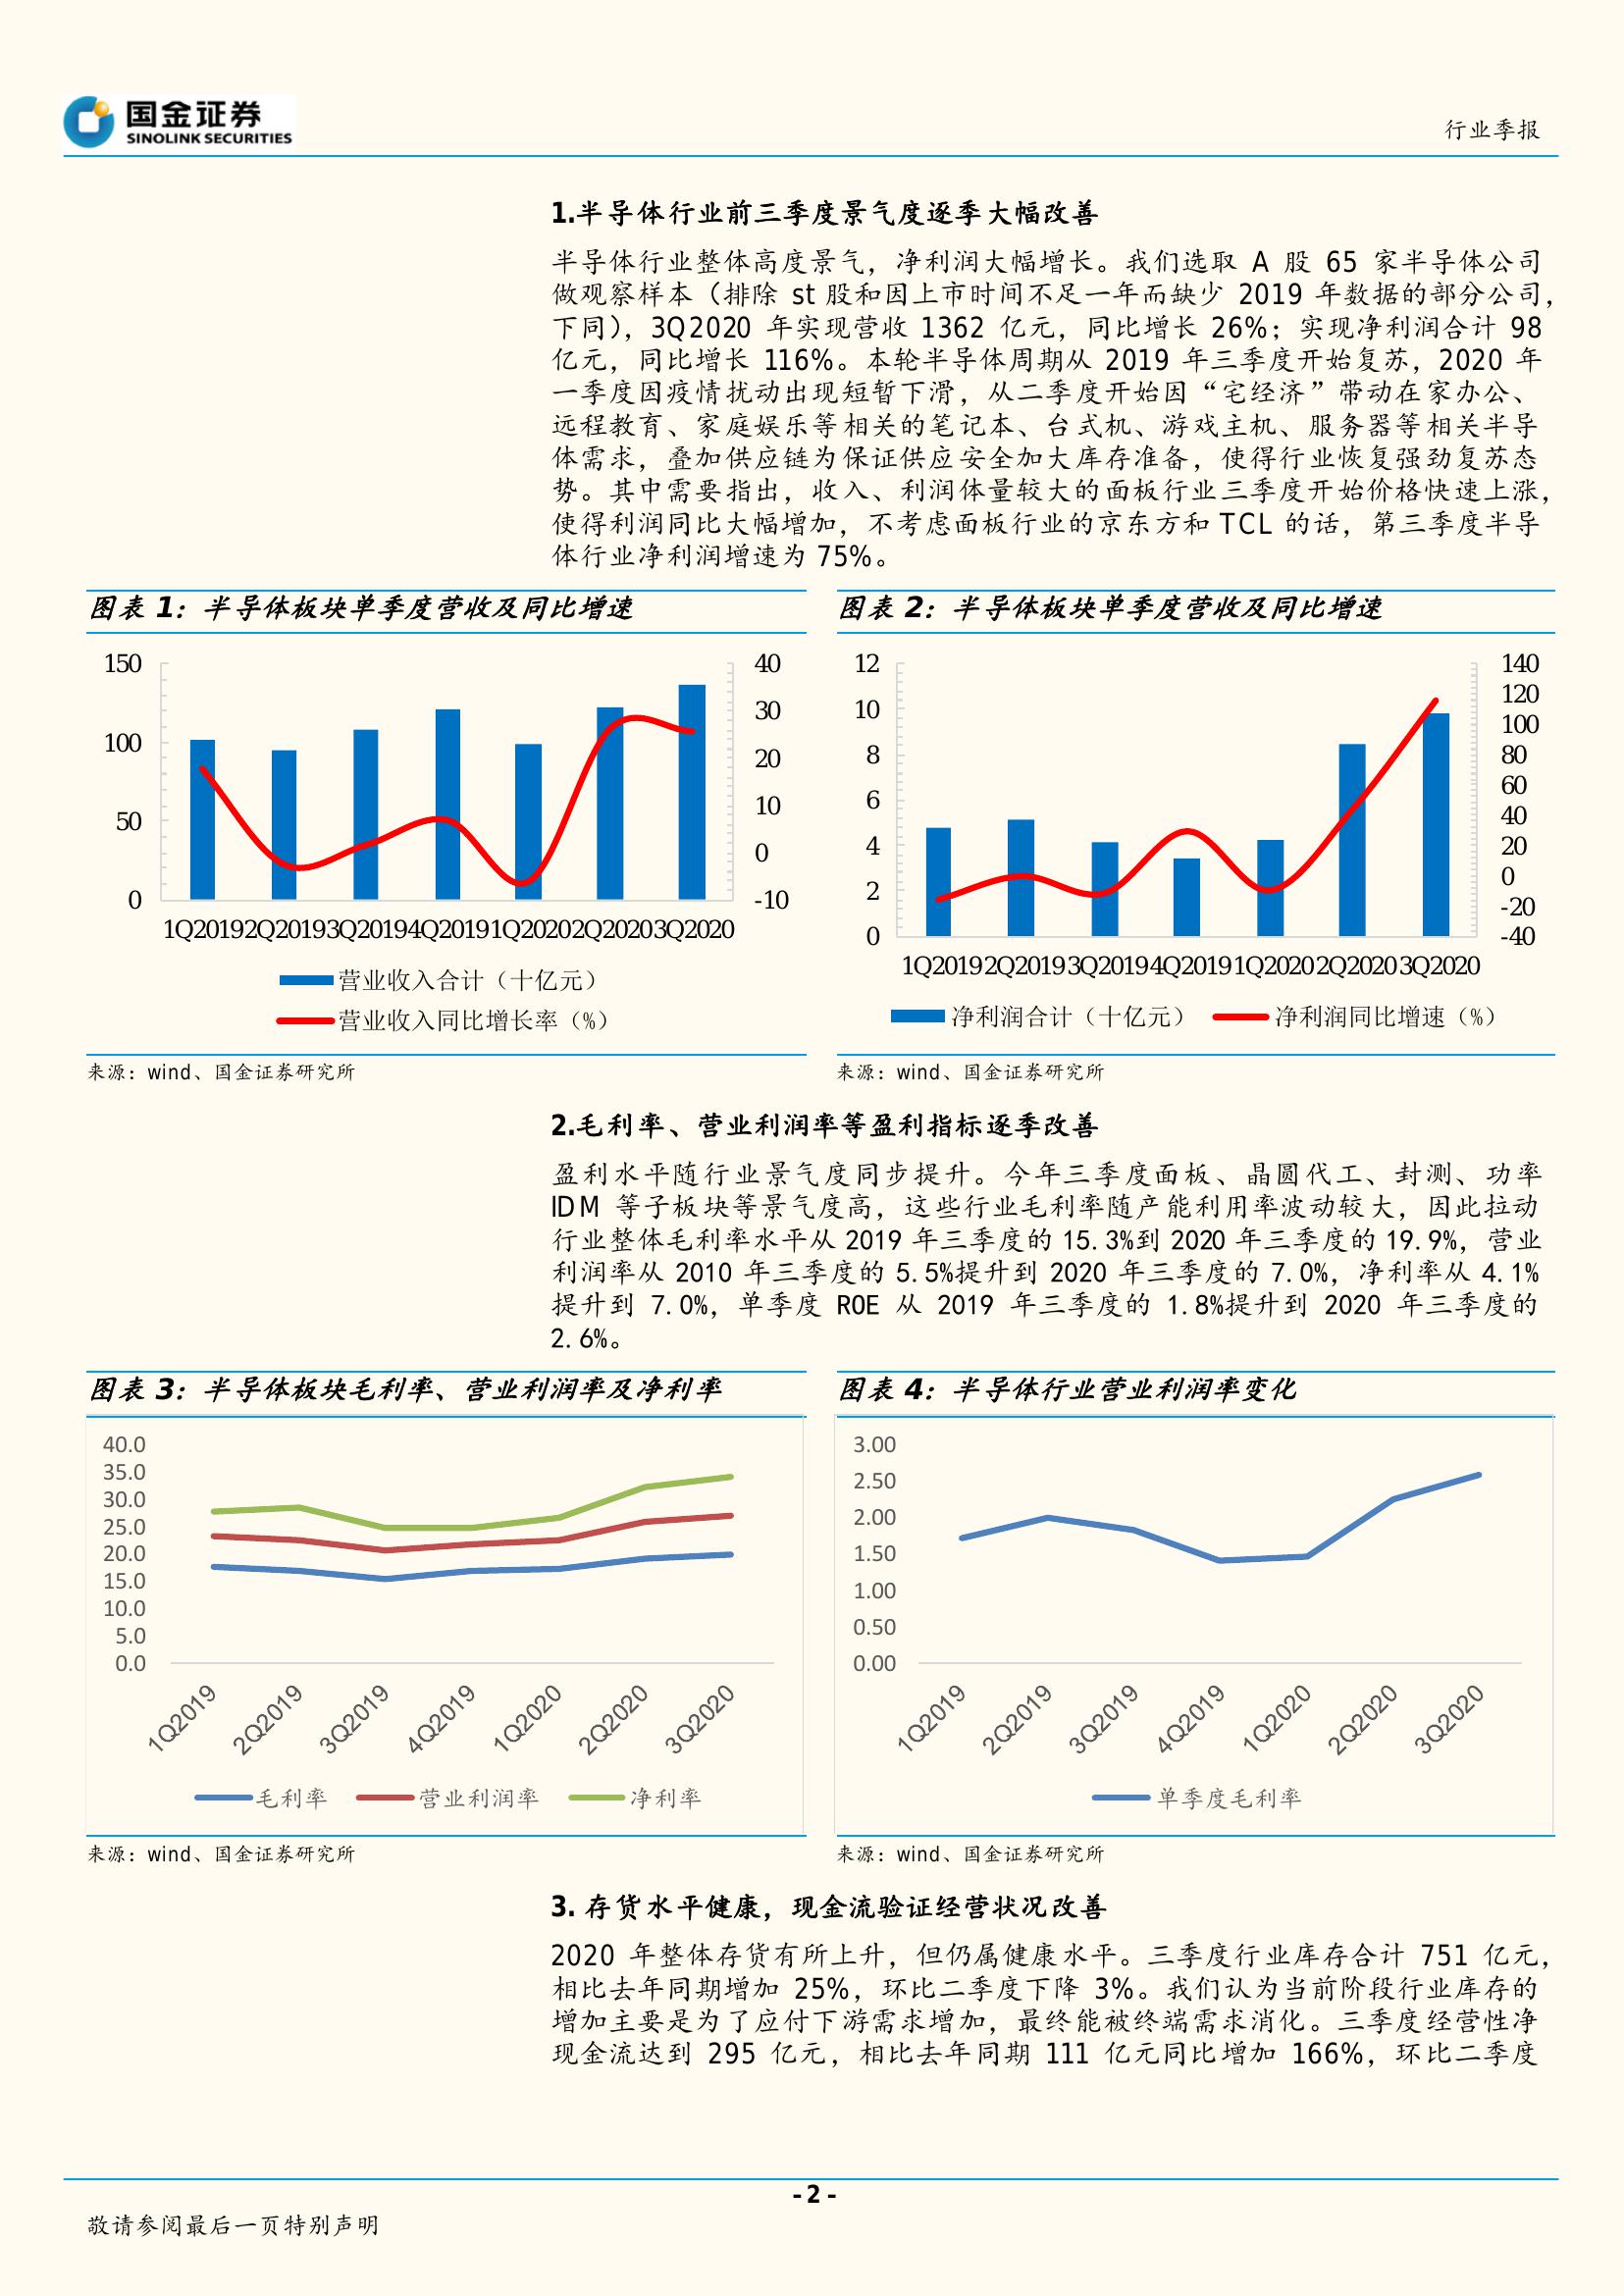 国金证券
SINOLINK SECURITIES
行业季报
1.半导体行业前三季度景气度逐季大幅改善
半导体行业整体高度景气，净利润大幅增长。我们选取 A 股 65 家半导体公司
做观察样本（排除 st 股和因上市时间不足一年而缺少 2019 年数据的部分公司，
下同），3Q2020 年实现营收 1362 亿元，同比增长 26%；实现净利润合计 98
亿元，同比增长 116%。本轮半导体周期从 2019 年三季度开始复苏，2020 年
一季度因疫情扰动出现短暂下滑，从二季度开始因“宅经济”带动在家办公、
远程教育、家庭娱乐等相关的笔记本、台式机、游戏主机、服务器等相关半导
体需求，叠加供应链为保证供应安全加大库存准备，使得行业恢复强劲复苏态
势。其中需要指出，收入、利润体量较大的面板行业三季度开始价格快速上涨，
使得利润同比大幅增加，不考虑面板行业的京东方和 TCL 的话，第三季度半导
体行业净利润增速为 75%。
图表 1：半导体板块单季度营收及同比增速
150
100
50
0
40
30
20
10
0
-10
1Q2019 2Q2019 3Q2019 4Q2019 1Q2020 2Q2020 3Q2020
营业收入合计（十亿元）
营业收入同比增长率（%）
来源：wind、国金证券研究所
图表 2：半导体板块单季度营收及同比增速
12
10
8
6
4
2
0
140
120
100
80
60
40
20
0
-20
-40
1Q2019 2Q2019 3Q2019 4Q2019 1Q2020 2Q2020 3Q2020
净利润合计（十亿元） 净利润同比增速（%）
来源：wind、国金证券研究所
2.毛利率、营业利润率等盈利指标逐季改善
盈利水平随行业景气度同步提升。今年三季度面板、晶圆代工、封测、功率
IDM 等子板块等景气度高，这些行业毛利率随产能利用率波动较大，因此拉动
行业整体毛利率水平从 2019 年三季度的 15.3%到 2020 年三季度的 19.9%，营业
利润率从 2010 年三季度的 5.5%提升到 2020 年三季度的 7.0%，净利率从 4.1%
提升到 7.0%，单季度 ROE 从 2019 年三季度的 1.8%提升到 2020 年三季度的
2.6%。
图表 3：半导体板块毛利率、营业利润率及净利率
40.0
35.0
30.0
25.0
20.0
15.0
10.0
5.0
0.0
1Q2019 2Q2019 3Q2019 4Q2019 1Q2020 2Q2020 3Q2020
毛利率 营业利润率 净利率
来源：wind、国金证券研究所
图表 4：半导体行业营业利润率变化
3.00
2.50
2.00
1.50
1.00
0.50
0.00
1Q2019 2Q2019 3Q2019 4Q2019 1Q2020 2Q2020 3Q2020
单季度毛利率
来源：wind、国金证券研究所
3. 存货水平健康，现金流验证经营状况改善
2020 年整体存货有所上升，但仍属健康水平。三季度行业库存合计 751 亿元，
相比去年同期增加 25%，环比二季度下降 3%。我们认为当前阶段行业库存的
增加主要是为了应付下游需求增加，最终能被终端需求消化。三季度经营性净
现金流达到 295 亿元，相比去年同期 111 亿元同比增加 166%，环比二季度
- 2 -
敬请参阅最后一页特别声明